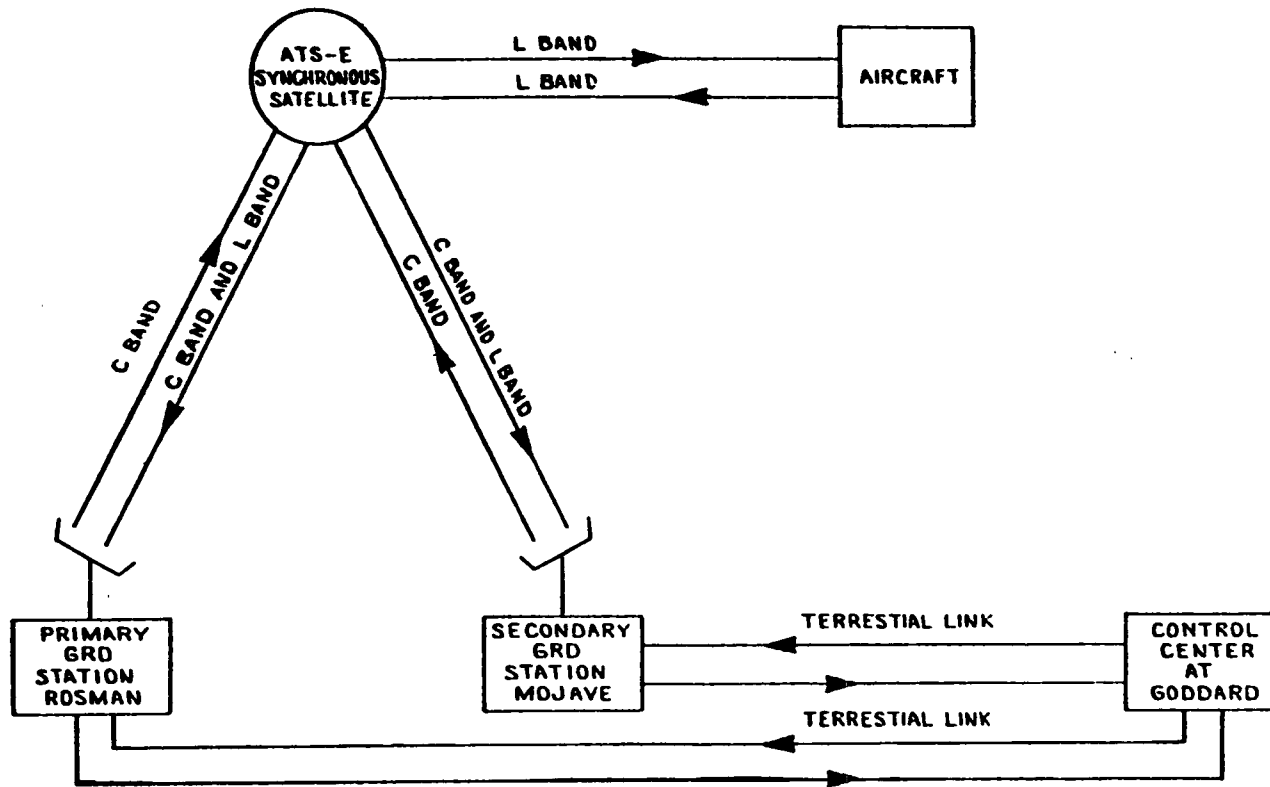 ATS-E
SYNCHRONOUS
SATELLITE
L BAND
L BAND
AIRCRAFT
C BAND
C BAND AND L BAND
C BAND
C BAND AND L BAND
PRIMARY
GRD
STATION
ROSMAN
SECONDARY
GRD
STATION
MOJAVE
TERRESTIAL LINK
CONTROL
CENTER
AT
GODDARD
TERRESTIAL LINK